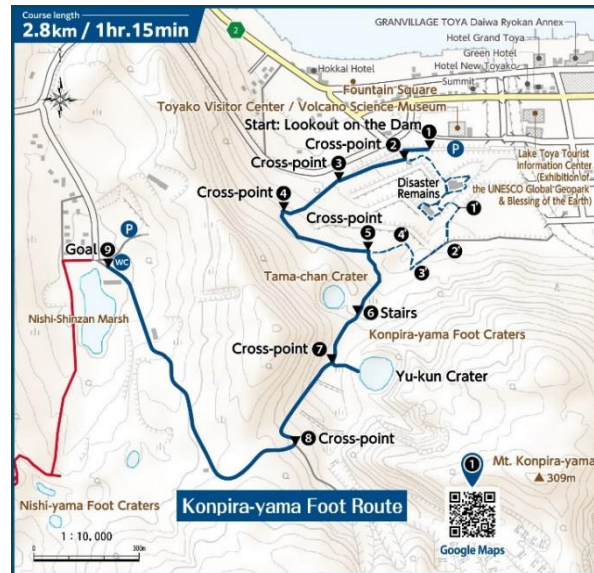 Course length
2.8km / 1hr.15min
2
GRANVILLAGE TOYA Daiwa Ryokan Annex
Hotel Grand Toya
Green Hotel
Hotel New Toyako
Summit
Hokkai Hotel
Fountain Square
Toyako Visitor Center / Volcano Science Museum
Start: Lookout on the Dam
1
P
Cross-point
2
Cross-point
3
Lake Toya Tourist
Information Center
(Exhibition of
the UNESCO Global Geopark
& Blessing of the Earth)
Disaster
Remains
Cross-point
4
1'
Cross-point
5
4'
2'
3'
P
Goal
9
WC
Tama-chan Crater
Nishi-Shinzan Marsh
6
Stairs
Konpira-yama Foot Craters
Cross-point
7
Yu-kun Crater
8
Cross-point
1
Mt. Konpira-yama
309m
Nishi-yama Foot Craters
Konpira-yama Foot Route
1:10,000
0
300m
Google Maps